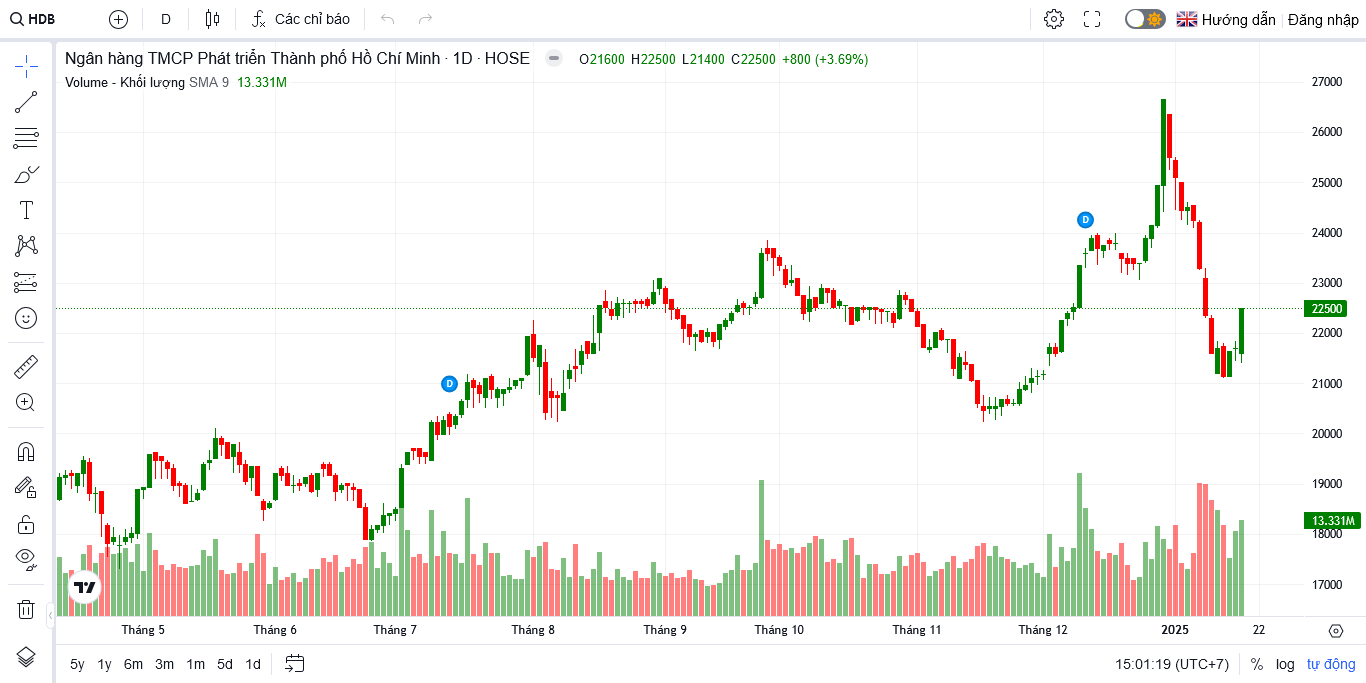 HDB D Các chỉ báo Hướng dẫn Đăng nhập
Ngân hàng TMCP Phát triển Thành phố Hồ Chí Minh · 1D · HOSE O21600 H22500 L21400 C22500 +800 (+3.69%)
Volume - Khối lượng SMA 9 13.331M
27000
26000
25000
24000
D
23000
22500
22000
D
21000
20000
19000
13.331M
18000
17000
Tháng 5 Tháng 6 Tháng 7 Tháng 8 Tháng 9 Tháng 10 Tháng 11 Tháng 12 2025 22
5y 1y 6m 3m 1m 5d 1d 15:01:19 (UTC+7) % log tự động